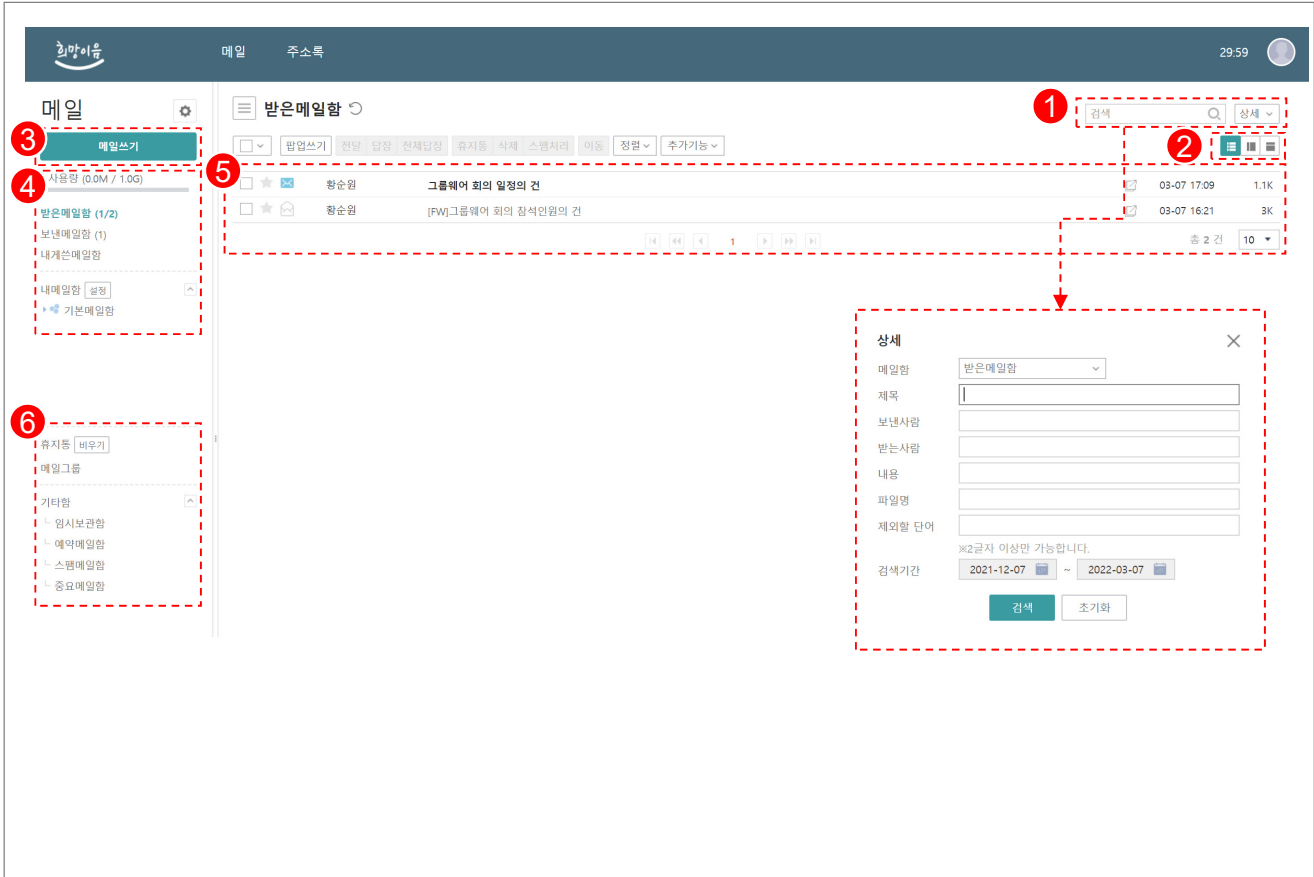 희망이음
메일 주소록 29:59
메일
받은메일함
1
검색 상세
3
메일쓰기
팝업쓰기 전달 답장 전체답장 휴지통 삭제 스팸처리 이동 정렬 추가기능
2
4
사용량 (0.0M / 1.0G)
받은메일함 (1/2)
보낸메일함 (1)
내게쓴메일함
내메일함 설정
기본메일함
5
황순원 그룹웨어 회의 일정의 건 03-07 17:09 1.1K
황순원 [FW]그룹웨어 회의 참석인원의 건 03-07 16:21 3K
1
총 2 건 10
상세
메일함 받은메일함
제목
보낸사람
받는사람
내용
파일명
제외할 단어
※2글자 이상만 가능합니다.
검색기간 2021-12-07 ~ 2022-03-07
검색 초기화
6
휴지통 비우기
메일그룹
기타함
임시보관함
예약메일함
스팸메일함
중요메일함